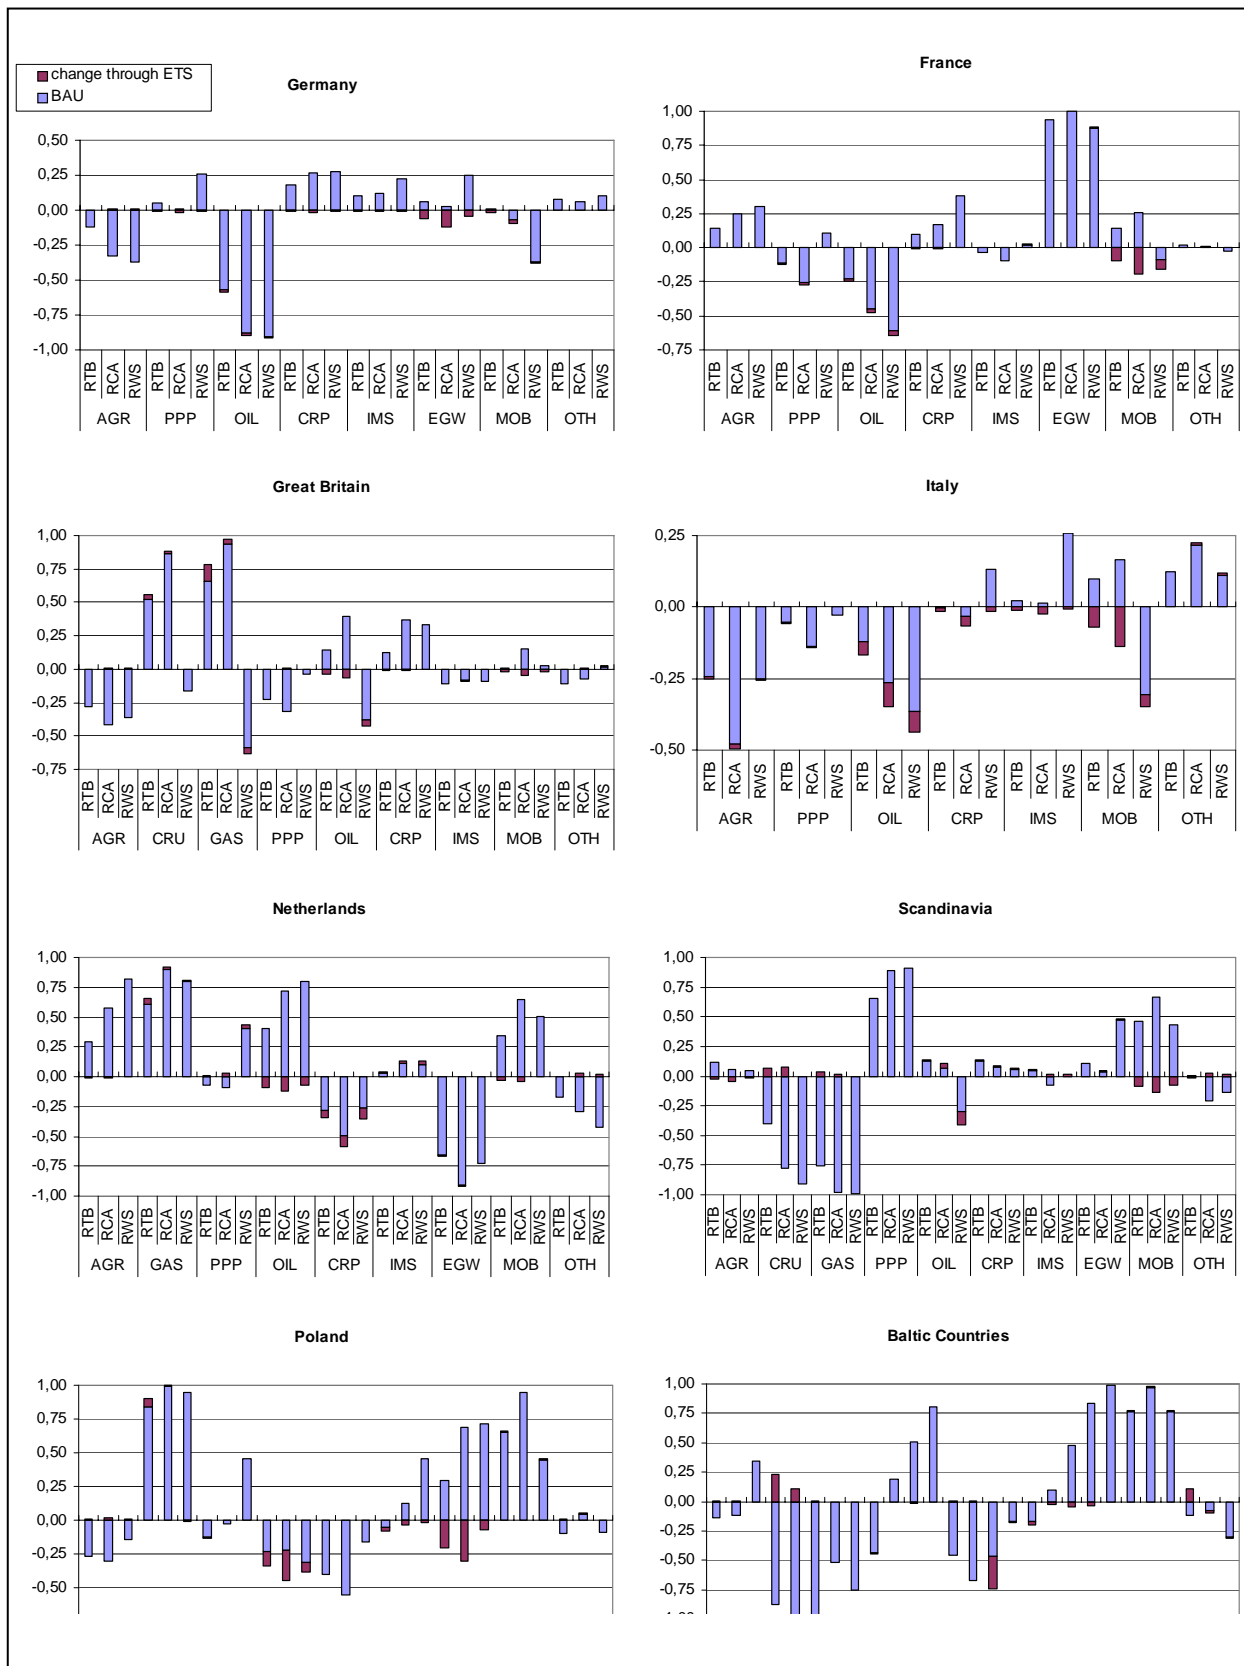 change through ETS
BAU
Germany
0,50
0,25
0,00
-0,25
-0,50
-0,75
-1,00
RTB RCA RWS RTB RCA RWS RTB RCA RWS RTB RCA RWS RTB RCA RWS RTB RCA RWS RTB RCA RWS RTB RCA RWS
AGR PPP OIL CRP IMS EGW MOB OTH
France
1,00
0,75
0,50
0,25
0,00
-0,25
-0,50
-0,75
RTB RCA RWS RTB RCA RWS RTB RCA RWS RTB RCA RWS RTB RCA RWS RTB RCA RWS RTB RCA RWS RTB RCA RWS
AGR PPP OIL CRP IMS EGW MOB OTH
Great Britain
1,00
0,75
0,50
0,25
0,00
-0,25
-0,50
-0,75
RTB RCA RWS RTB RCA RWS RTB RCA RWS RTB RCA RWS RTB RCA RWS RTB RCA RWS RTB RCA RWS RTB RCA RWS RTB RCA RWS
AGR CRU GAS PPP OIL CRP IMS MOB OTH
Italy
0,25
0,00
-0,25
-0,50
RTB RCA RWS RTB RCA RWS RTB RCA RWS RTB RCA RWS RTB RCA RWS RTB RCA RWS RTB RCA RWS
AGR PPP OIL CRP IMS MOB OTH
Netherlands
1,00
0,75
0,50
0,25
0,00
-0,25
-0,50
-0,75
-1,00
RTB RCA RWS RTB RCA RWS RTB RCA RWS RTB RCA RWS RTB RCA RWS RTB RCA RWS RTB RCA RWS RTB RCA RWS RTB RCA RWS
AGR GAS PPP OIL CRP IMS EGW MOB OTH
Scandinavia
1,00
0,75
0,50
0,25
0,00
-0,25
-0,50
-0,75
-1,00
RTB RCA RWS RTB RCA RWS RTB RCA RWS RTB RCA RWS RTB RCA RWS RTB RCA RWS RTB RCA RWS RTB RCA RWS RTB RCA RWS RTB RCA RWS
AGR CRU GAS PPP OIL CRP IMS EGW MOB OTH
Poland
1,00
0,75
0,50
0,25
0,00
-0,25
-0,50
Baltic Countries
1,00
0,75
0,50
0,25
0,00
-0,25
-0,50
-0,75